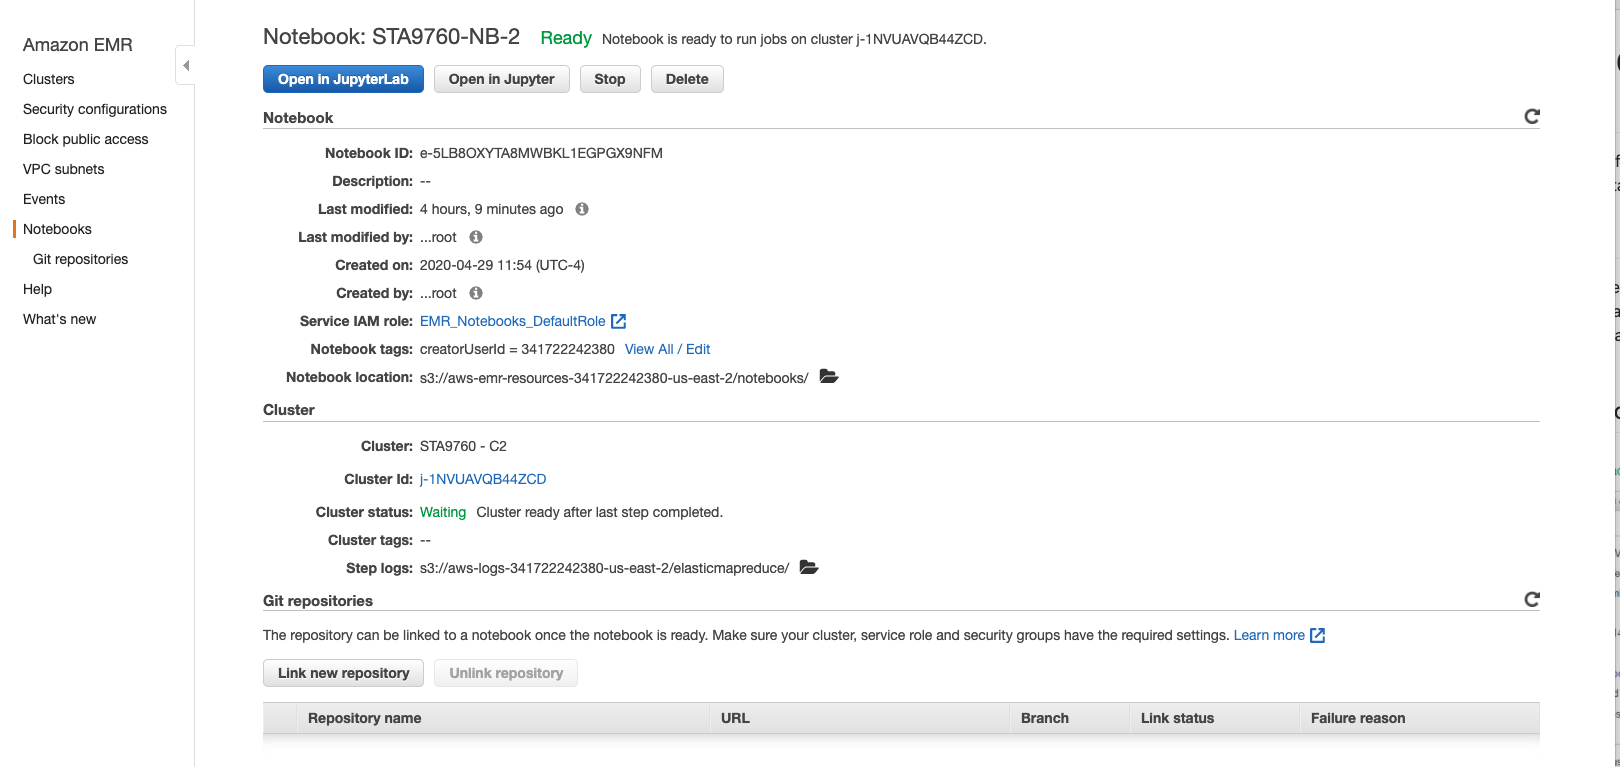 Amazon EMR
Clusters
Security configurations
Block public access
VPC subnets
Events
Notebooks
Git repositories
Help
What's new
Notebook: STA9760-NB-2 Ready Notebook is ready to run jobs on cluster j-1NVUAVQB44ZCD.
Open in JupyterLab Open in Jupyter Stop Delete
Notebook
Notebook ID: e-5LB8OXYTA8MWBKL1EGPGX9NFM
Description: --
Last modified: 4 hours, 9 minutes ago
Last modified by: ...root
Created on: 2020-04-29 11:54 (UTC-4)
Created by: ...root
Service IAM role: EMR_Notebooks_DefaultRole
Notebook tags: creatorUserId = 341722242380 View All / Edit
Notebook location: s3://aws-emr-resources-341722242380-us-east-2/notebooks/
Cluster
Cluster: STA9760 - C2
Cluster Id: j-1NVUAVQB44ZCD
Cluster status: Waiting Cluster ready after last step completed.
Cluster tags: --
Step logs: s3://aws-logs-341722242380-us-east-2/elasticmapreduce/
Git repositories
The repository can be linked to a notebook once the notebook is ready. Make sure your cluster, service role and security groups have the required settings. Learn more
Link new repository Unlink repository
Repository name URL Branch Link status Failure reason